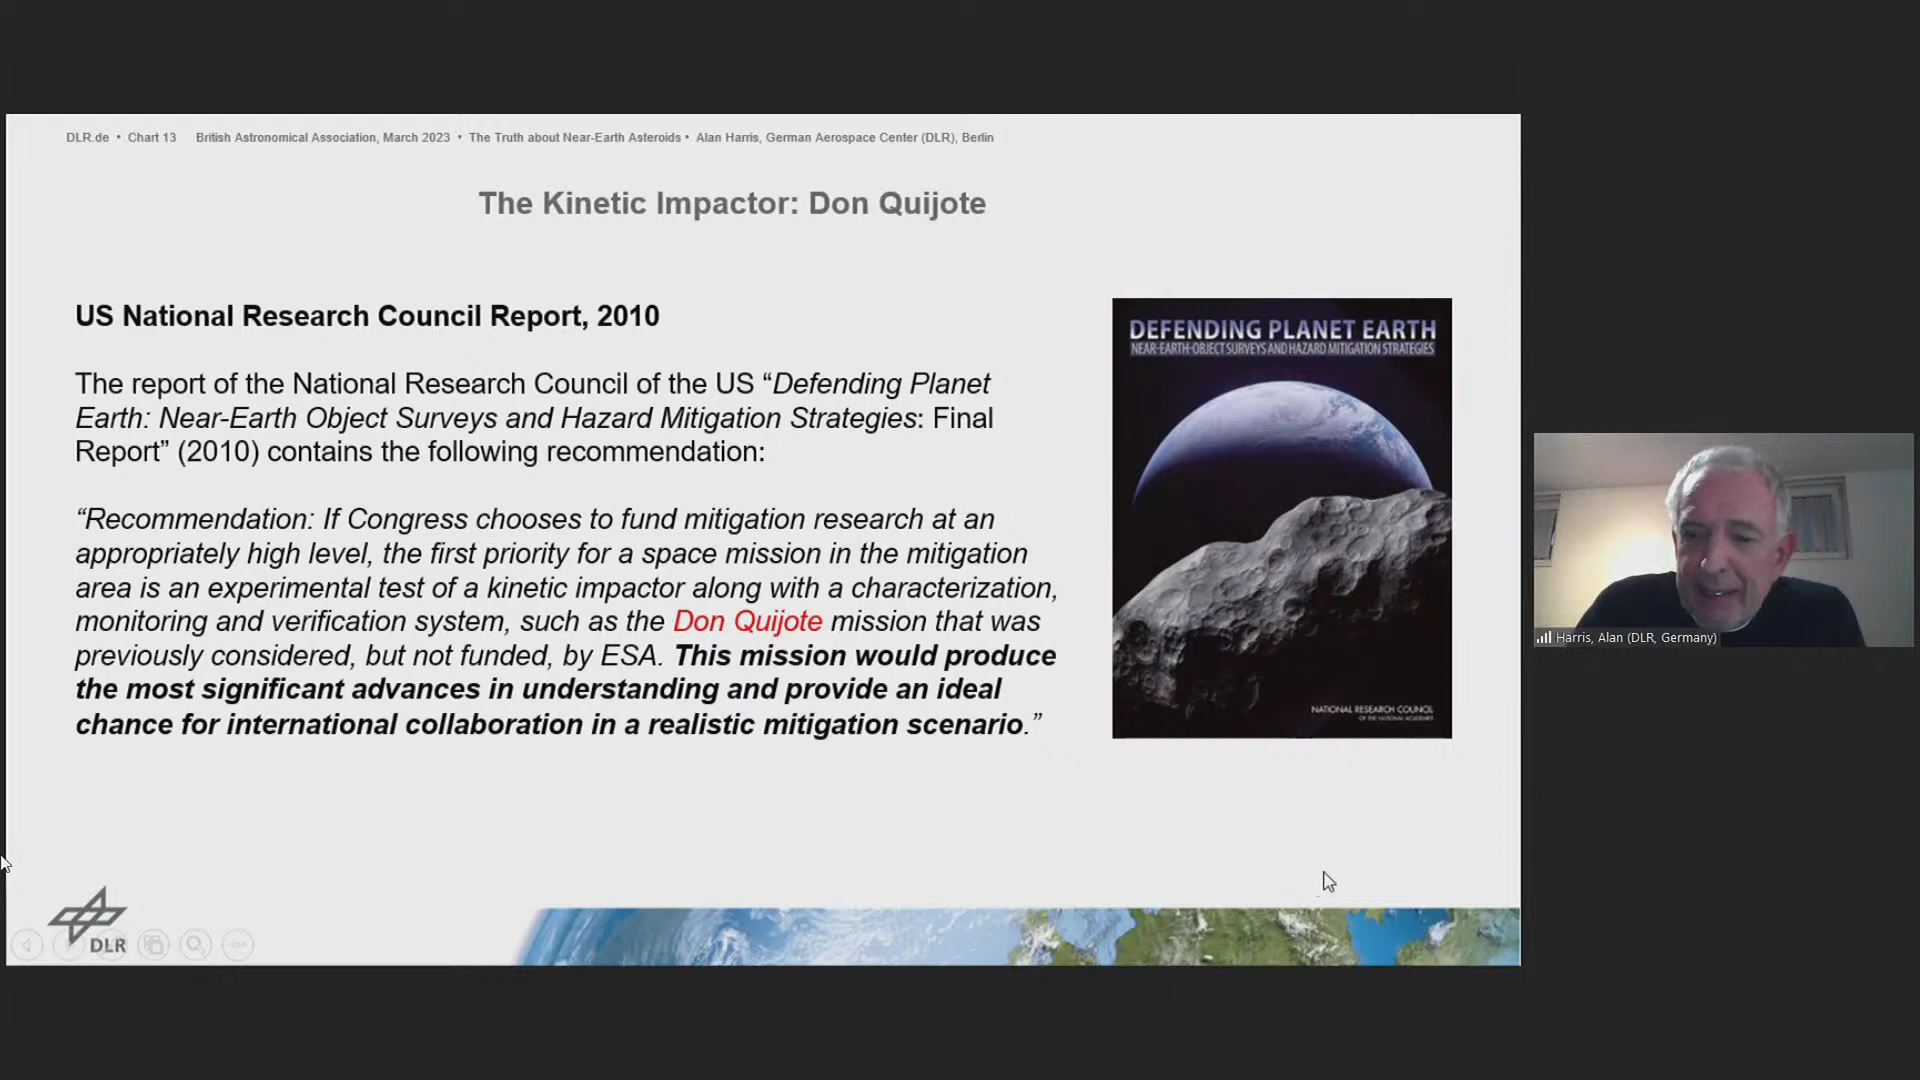 DLR.de • Chart 13 British Astronomical Association, March 2023 • The Truth about Near-Earth Asteroids • Alan Harris, German Aerospace Center (DLR), Berlin
The Kinetic Impactor: Don Quijote
US National Research Council Report, 2010
The report of the National Research Council of the US “Defending Planet
Earth: Near-Earth Object Surveys and Hazard Mitigation Strategies: Final
Report” (2010) contains the following recommendation:
“Recommendation: If Congress chooses to fund mitigation research at an
appropriately high level, the first priority for a space mission in the mitigation
area is an experimental test of a kinetic impactor along with a characterization,
monitoring and verification system, such as the Don Quijote mission that was
previously considered, but not funded, by ESA. This mission would produce
the most significant advances in understanding and provide an ideal
chance for international collaboration in a realistic mitigation scenario.”
DEFENDING PLANET EARTH
NEAR-EARTH-OBJECT SURVEYS AND HAZARD MITIGATION STRATEGIES
NATIONAL RESEARCH COUNCIL
OF THE NATIONAL ACADEMIES
Harris, Alan (DLR, Germany)
DLR